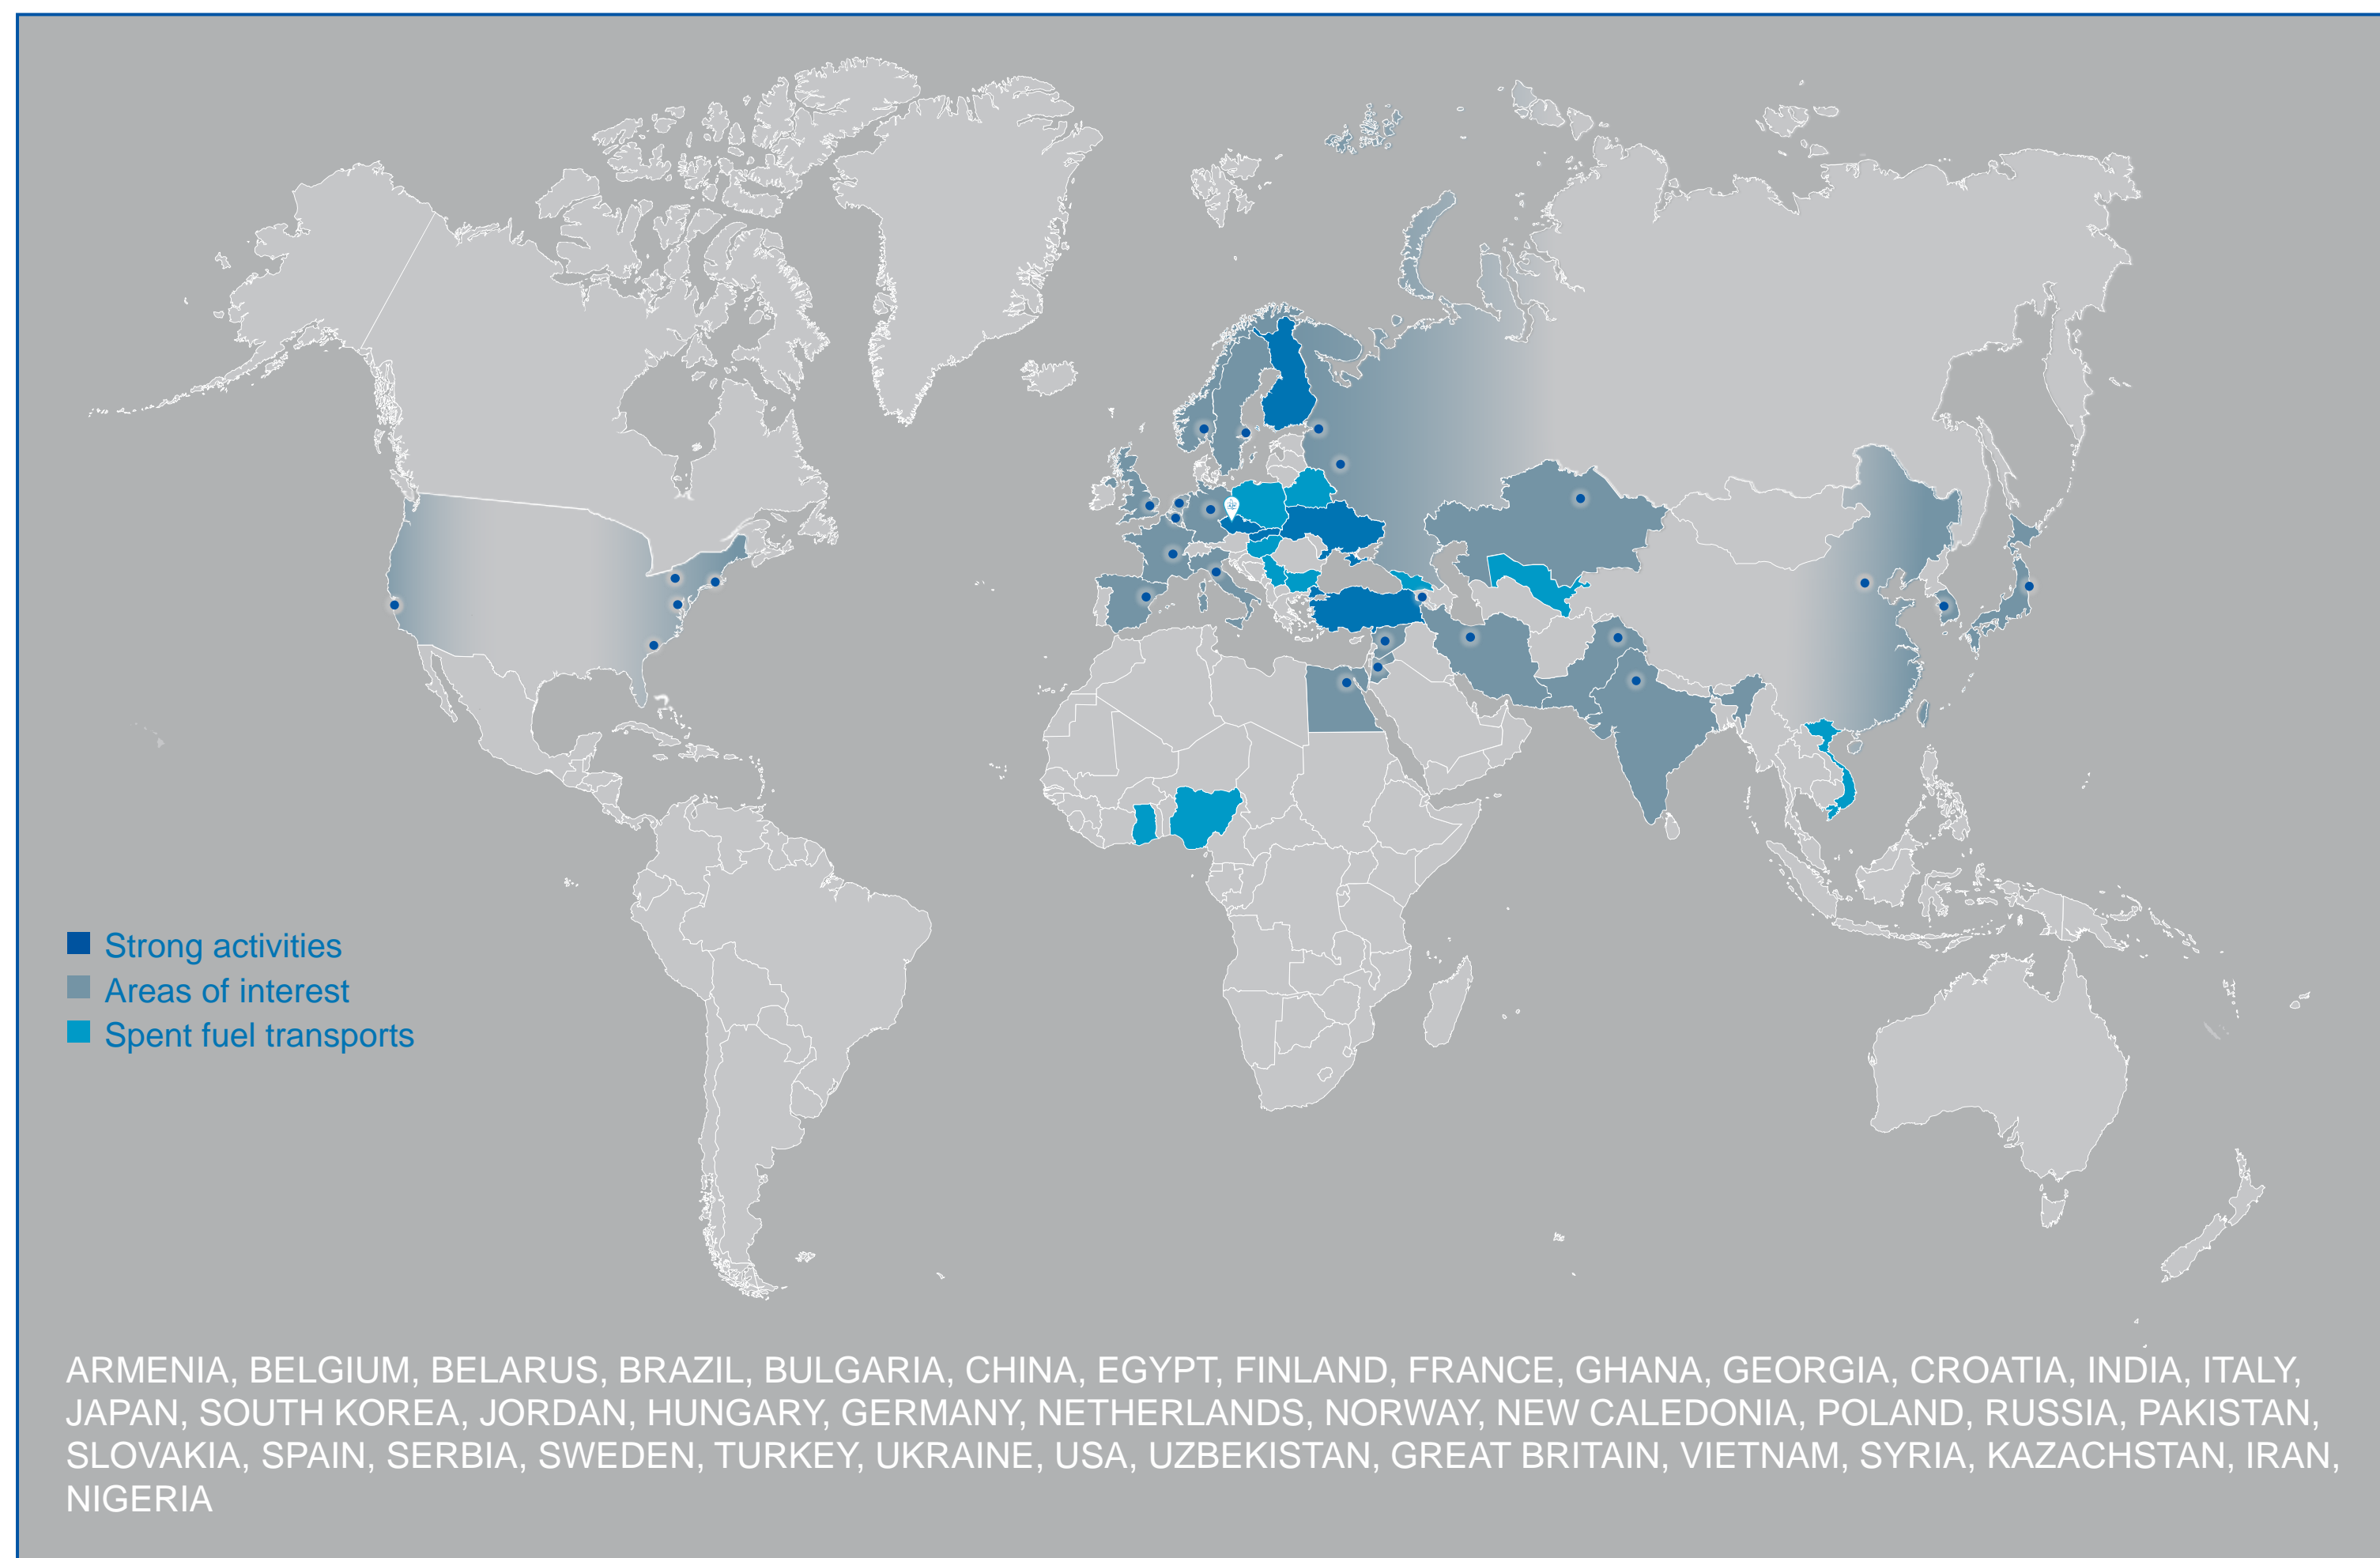 Strong activities
Areas of interest
Spent fuel transports
ARMENIA, BELGIUM, BELARUS, BRAZIL, BULGARIA, CHINA, EGYPT, FINLAND, FRANCE, GHANA, GEORGIA, CROATIA, INDIA, ITALY,
JAPAN, SOUTH KOREA, JORDAN, HUNGARY, GERMANY, NETHERLANDS, NORWAY, NEW CALEDONIA, POLAND, RUSSIA, PAKISTAN,
SLOVAKIA, SPAIN, SERBIA, SWEDEN, TURKEY, UKRAINE, USA, UZBEKISTAN, GREAT BRITAIN, VIETNAM, SYRIA, KAZACHSTAN, IRAN,
NIGERIA